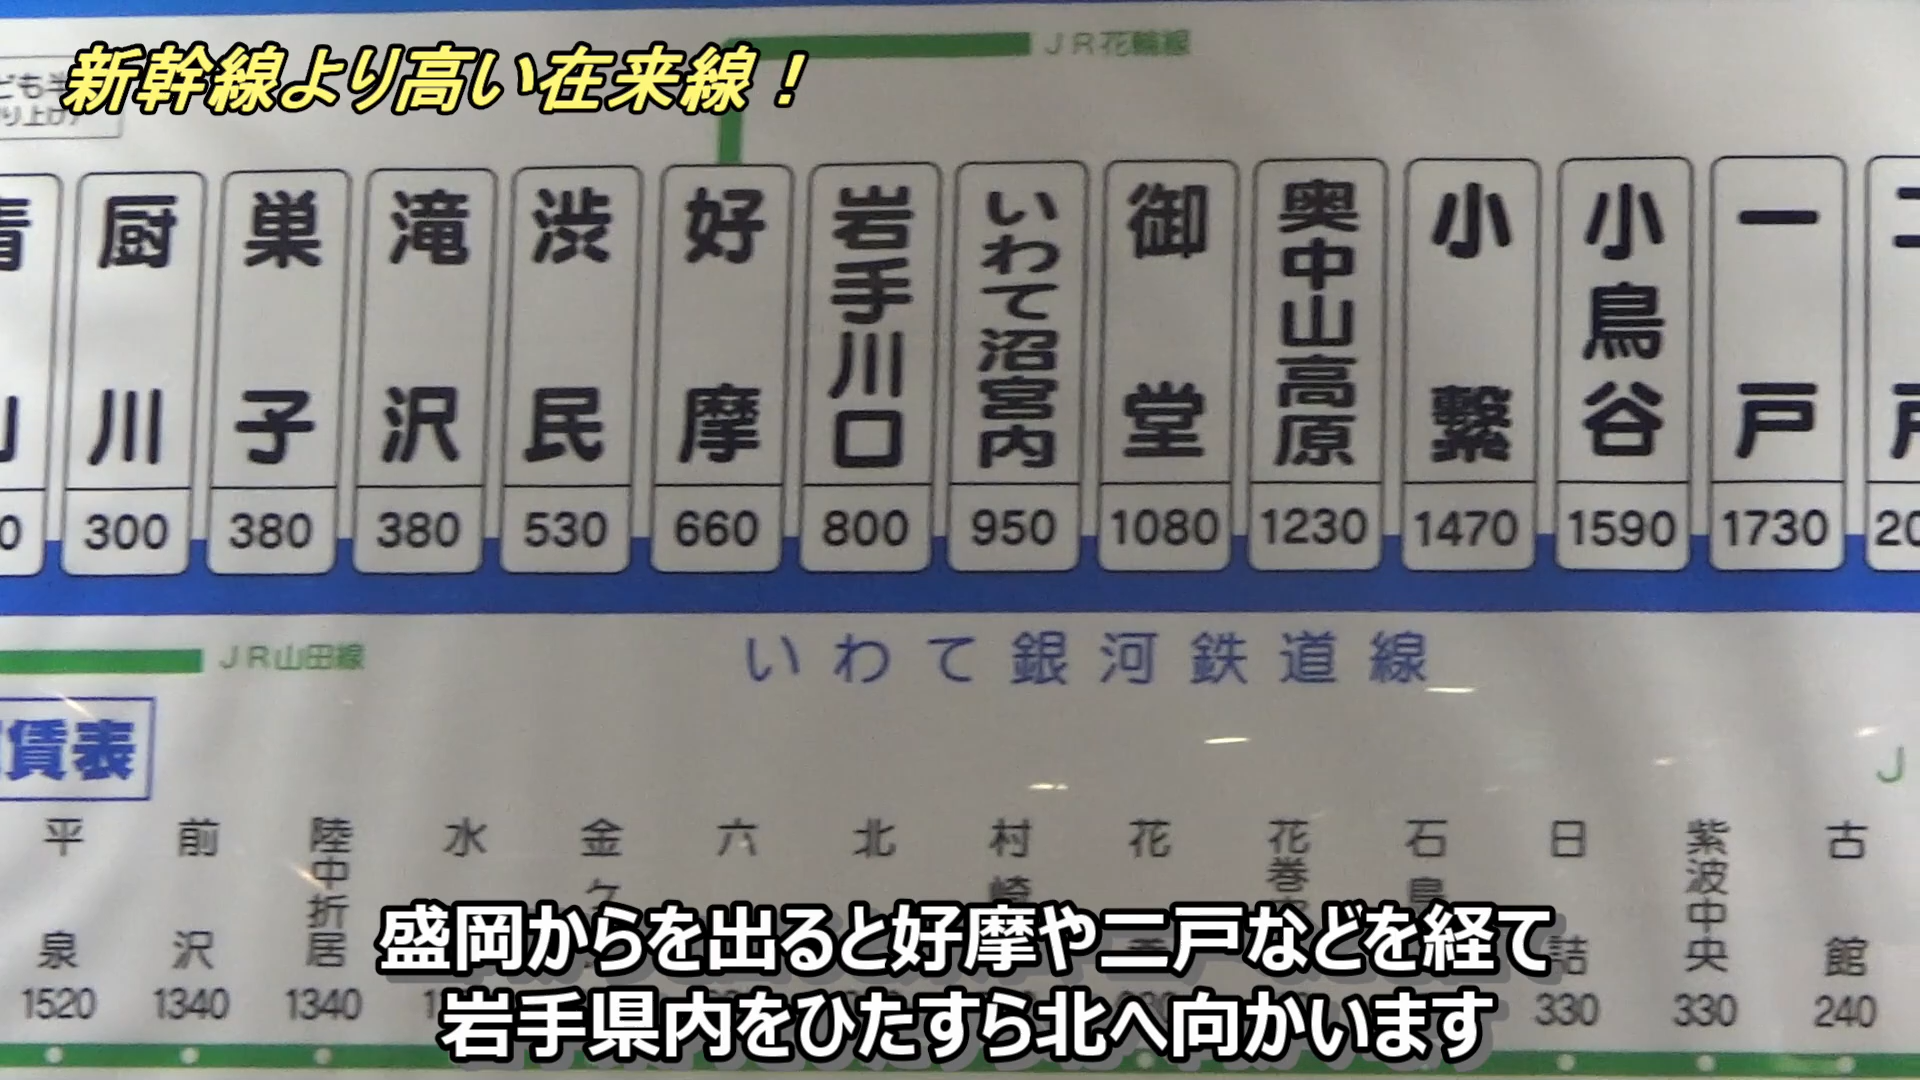 新幹線より高い在来線！
JR花輪線
厨川
巣子
滝沢
渋民
好摩
岩手川口
いわて沼宮内
御堂
奥中山高原
小繋
小鳥谷
一戸
300
380
380
530
660
800
950
1080
1230
1470
1590
1730
JR山田線
いわて銀河鉄道線
賃表
平泉
前沢
陸中折居
水
金
六
北
村崎
花
花巻
石鳥
日詰
紫波中央
古館
1520
1340
1340
330
330
240
盛岡からを出ると好摩や二戸などを経て
岩手県内をひたすら北へ向かいます